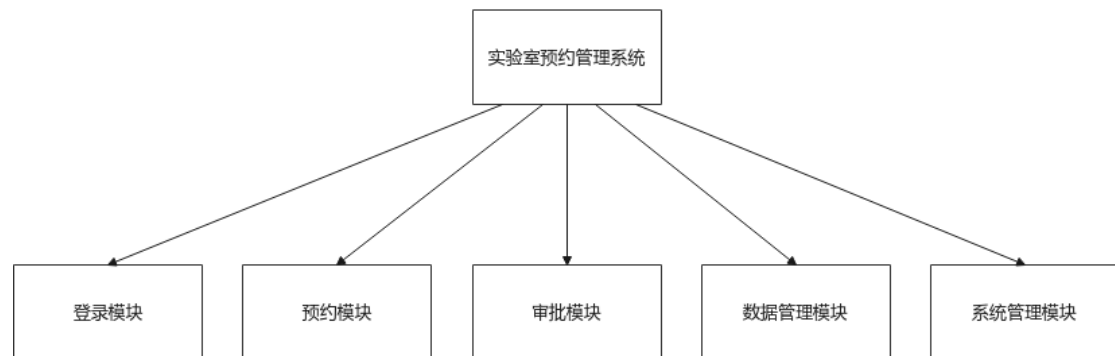 实验室预约管理系统
登录模块
预约模块
审批模块
数据管理模块
系统管理模块